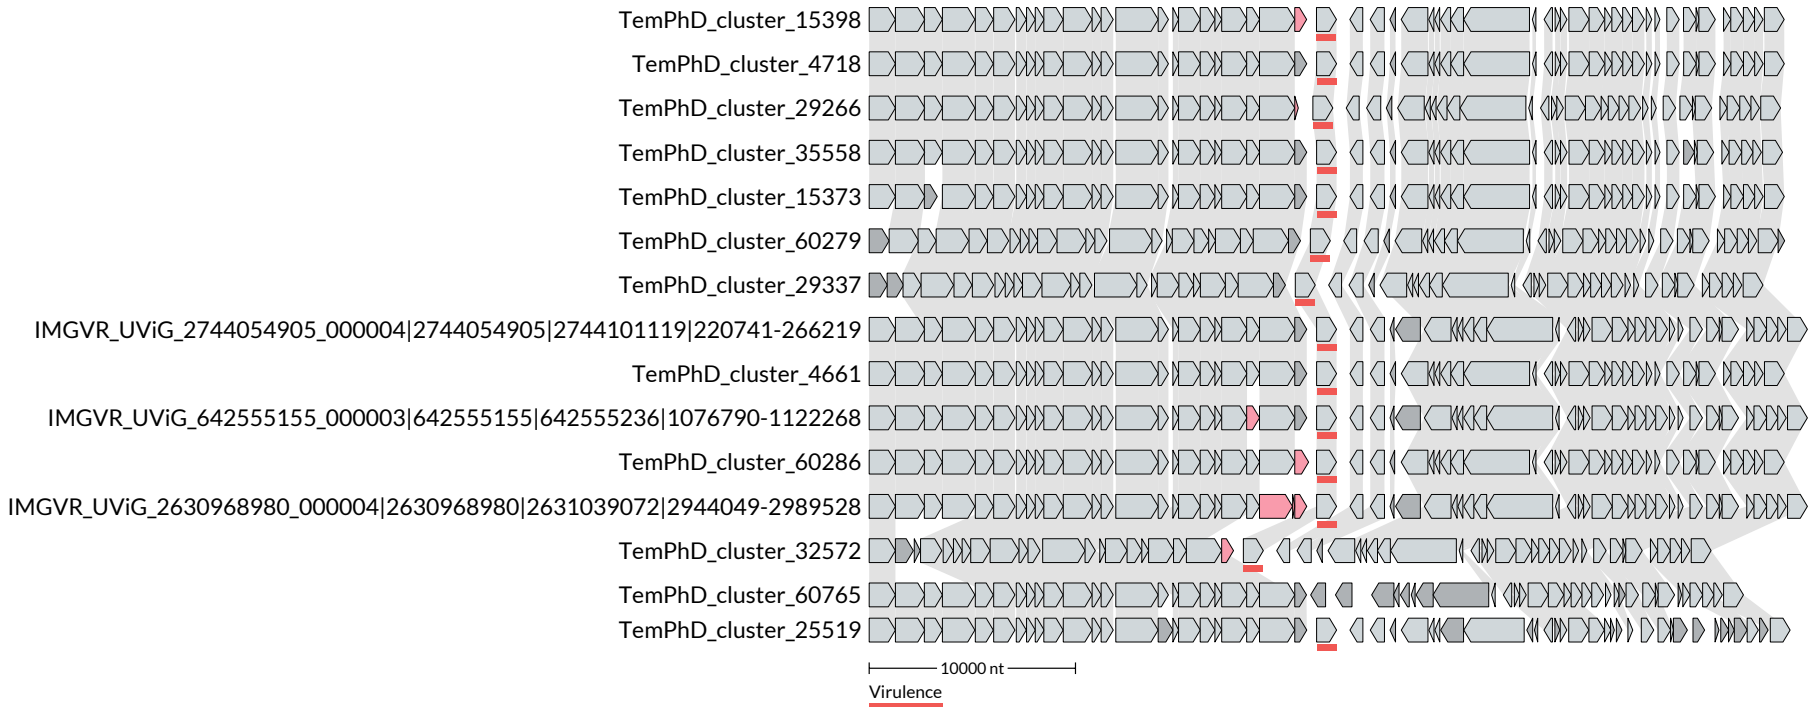 TemPhD_cluster_15398
TemPhD_cluster_4718
TemPhD_cluster_29266
TemPhD_cluster_35558
TemPhD_cluster_15373
TemPhD_cluster_60279
TemPhD_cluster_29337
IMGVR_UViG_2744054905_000004|2744054905|2744101119|220741-266219
TemPhD_cluster_4661
IMGVR_UViG_642555155_000003|642555155|642555236|1076790-1122268
TemPhD_cluster_60286
IMGVR_UViG_2630968980_000004|2630968980|2631039072|2944049-2989528
TemPhD_cluster_32572
TemPhD_cluster_60765
TemPhD_cluster_25519
10000 nt
Virulence